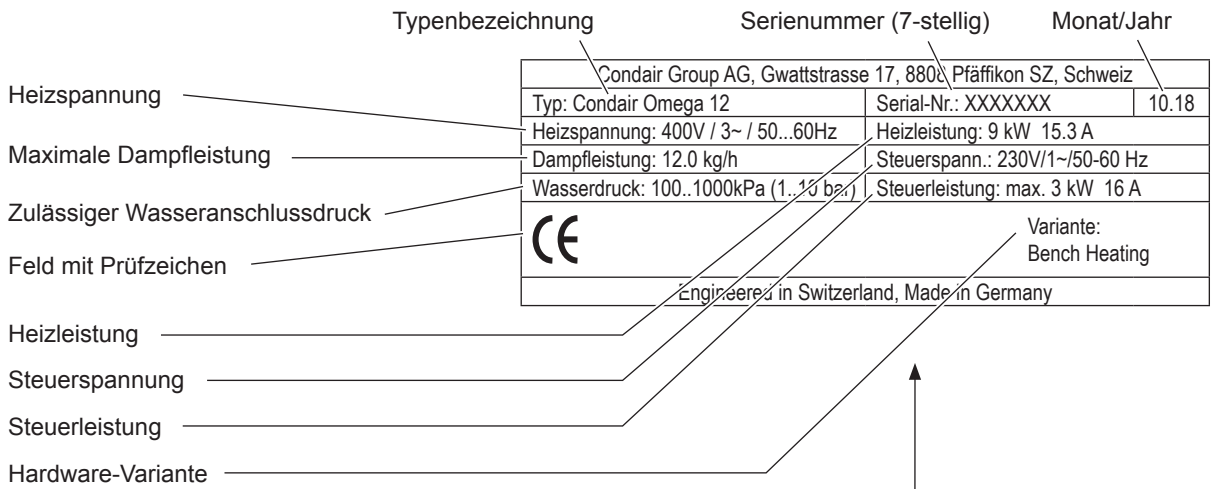 Typenbezeichnung Serienummer (7-stellig) Monat/Jahr
Condair Group AG, Gwattstrasse 17, 8808 Pfäffikon SZ, Schweiz
Heizspannung
Typ: Condair Omega 12 Serial-Nr.: XXXXXXX 10.18
Heizspannung: 400V / 3~ / 50...60Hz Heizleistung: 9 kW 15.3 A
Maximale Dampfleistung
Dampfleistung: 12.0 kg/h Steuerspann.: 230V/1~/50-60 Hz
Wasserdruck: 100..1000kPa (1..10 bar) Steuerleistung: max. 3 kW 16 A
Zulässiger Wasseranschlussdruck
CE
Variante:
Bench Heating
Feld mit Prüfzeichen
Engineered in Switzerland, Made in Germany
Heizleistung
Steuerspannung
Steuerleistung
Hardware-Variante